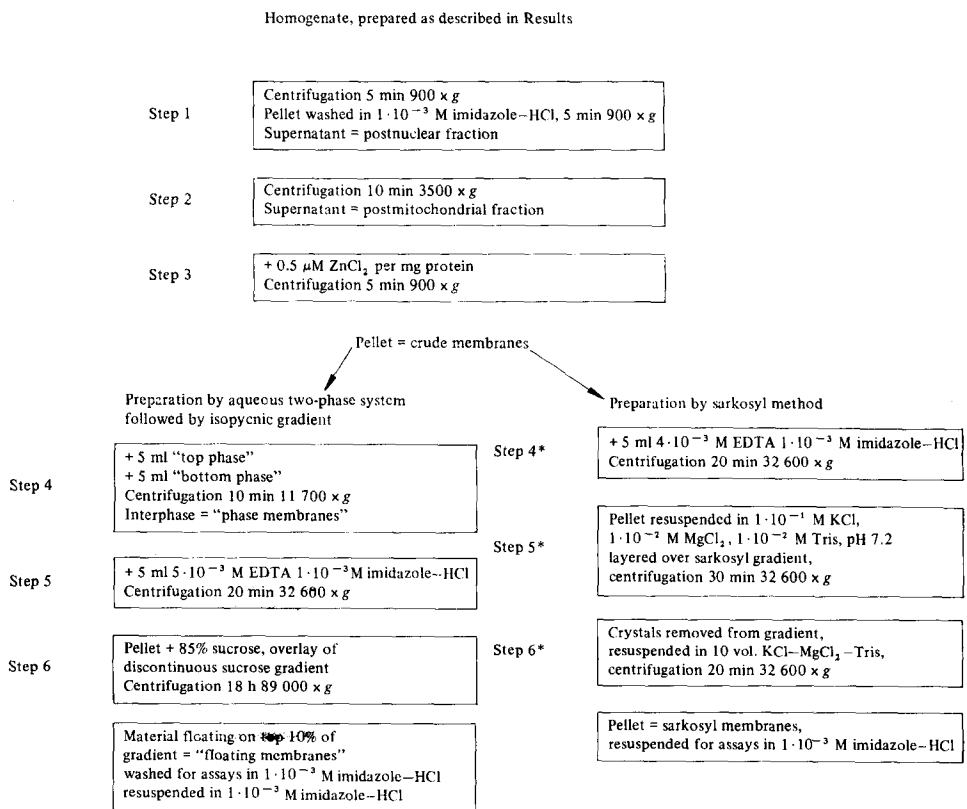 Homogenate, prepared as described in Results
Step 1
Centrifugation 5 min 900 × g
Pellet washed in 1·10⁻³ M imidazole–HCl, 5 min 900 × g
Supernatant = postnuclear fraction
Step 2
Centrifugation 10 min 3500 × g
Supernatant = postmitochondrial fraction
Step 3
+ 0.5 μM ZnCl₂ per mg protein
Centrifugation 5 min 900 × g
Pellet = crude membranes
Preparation by aqueous two-phase system
followed by isopycnic gradient
Step 4
+ 5 ml "top phase"
+ 5 ml "bottom phase"
Centrifugation 10 min 11 700 × g
Interphase = "phase membranes"
Step 5
+ 5 ml 5·10⁻³ M EDTA 1·10⁻³ M imidazole–HCl
Centrifugation 20 min 32 600 × g
Step 6
Pellet + 85% sucrose, overlay of
discontinuous sucrose gradient
Centrifugation 18 h 89 000 × g
Material floating on 10% of
gradient = "floating membranes"
washed for assays in 1·10⁻³ M imidazole–HCl
resuspended in 1·10⁻³ M imidazole–HCl
Preparation by sarkosyl method
Step 4*
+ 5 ml 4·10⁻³ M EDTA 1·10⁻³ M imidazole–HCl
Centrifugation 20 min 32 600 × g
Step 5*
Pellet resuspended in 1·10⁻¹ M KCl,
1·10⁻² M MgCl₂, 1·10⁻² M Tris, pH 7.2
layered over sarkosyl gradient,
centrifugation 30 min 32 600 × g
Step 6*
Crystals removed from gradient,
resuspended in 10 vol. KCl–MgCl₂–Tris,
centrifugation 20 min 32 600 × g
Pellet = sarkosyl membranes,
resuspended for assays in 1·10⁻³ M imidazole–HCl